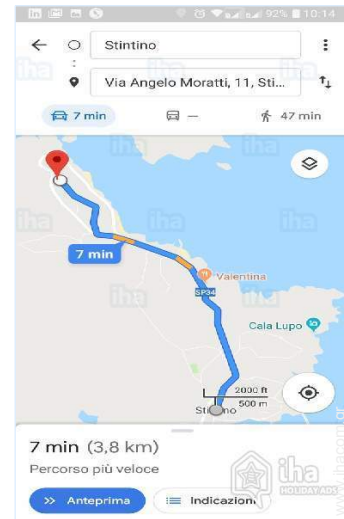 92% 10:14
Stintino
Via Angelo Moratti, 11, Sti...
7 min
—
47 min
7 min
Valentina
SP34
Cala Lupo
2000 ft
500 m
7 min (3,8 km)
Percorso più veloce
>> Anteprima
Indicazioni
iha
HOLIDAY ADS